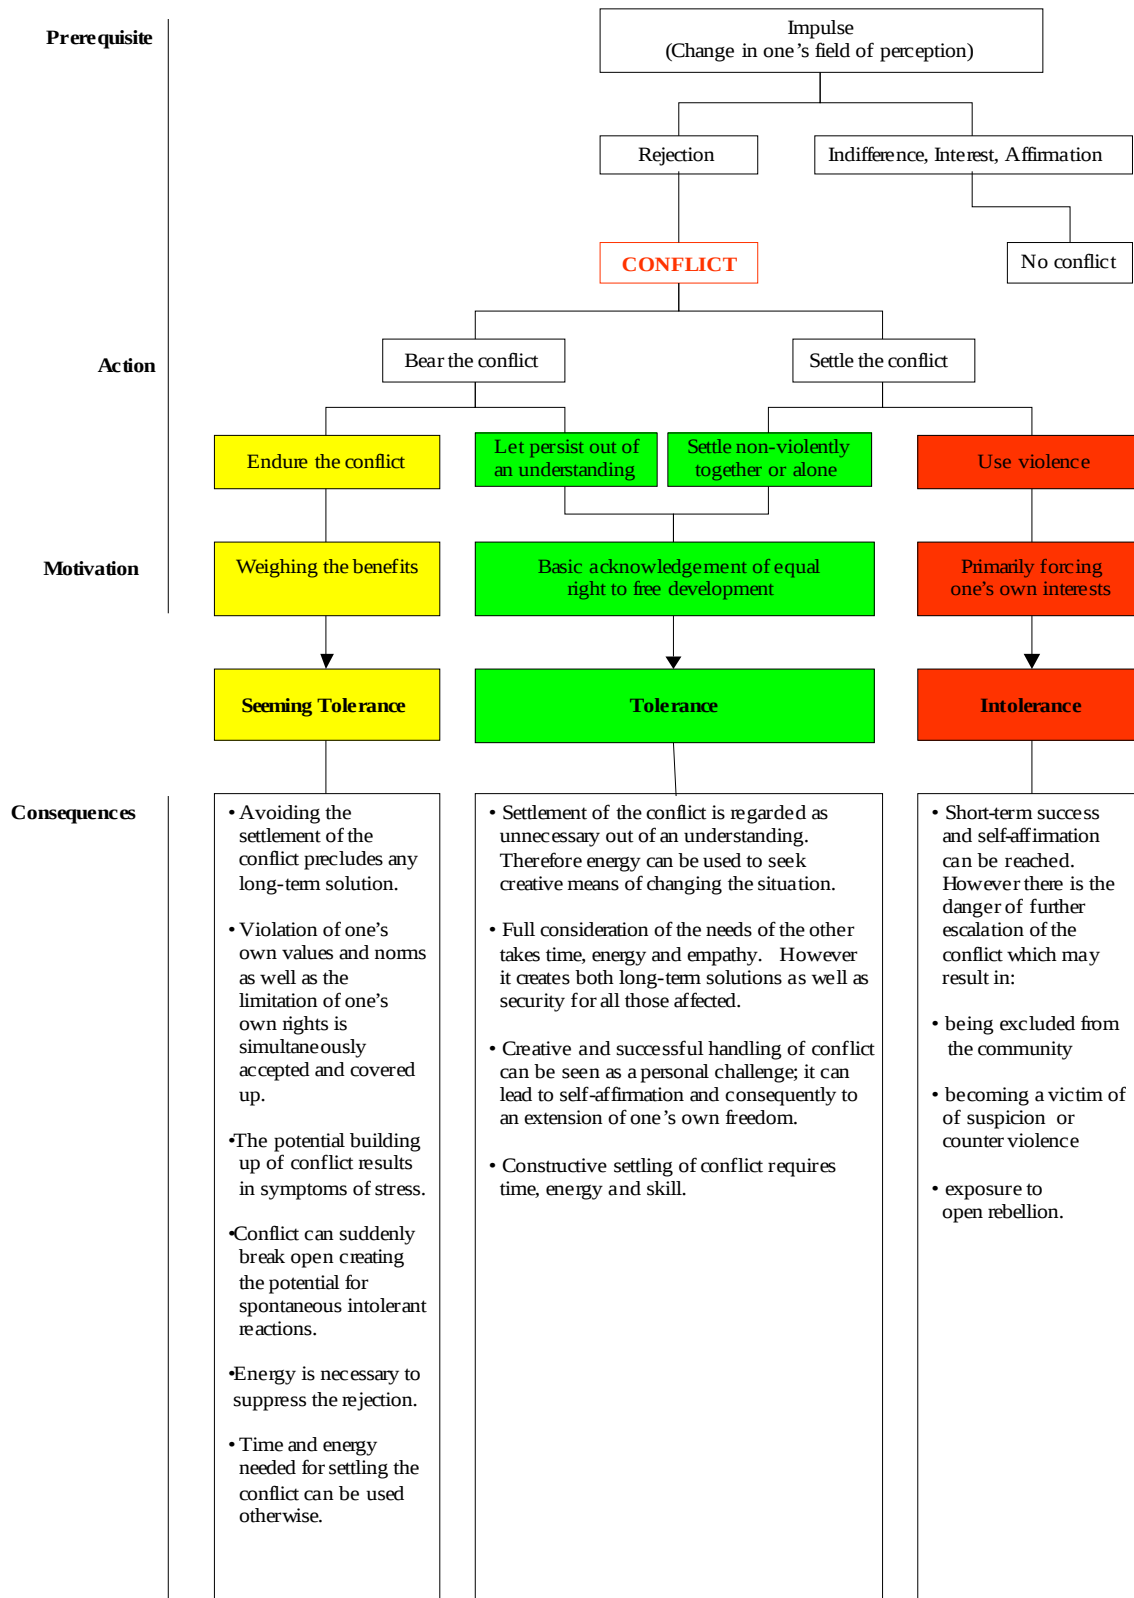 Prerequisite
Impulse
(Change in one's field of perception)
Rejection
Indifference, Interest, Affirmation
CONFLICT
No conflict
Action
Bear the conflict
Settle the conflict
Endure the conflict
Let persist out of
an understanding
Settle non-violently
together or alone
Use violence
Motivation
Weighing the benefits
Basic acknowledgement of equal
right to free development
Primarily forcing
one's own interests
Seeming Tolerance
Tolerance
Intolerance
Consequences
• Avoiding the
settlement of the
conflict precludes any
long-term solution.
• Violation of one's
own values and norms
as well as the
limitation of one's
own rights is
simultaneously
accepted and covered
up.
•The potential building
up of conflict results
in symptoms of stress.
•Conflict can suddenly
break open creating
the potential for
spontaneous intolerant
reactions.
•Energy is necessary to
suppress the rejection.
• Time and energy
needed for settling the
conflict can be used
otherwise.
• Settlement of the conflict is regarded as
unnecessary out of an understanding.
Therefore energy can be used to seek
creative means of changing the situation.
• Full consideration of the needs of the other
takes time, energy and empathy. However
it creates both long-term solutions as well as
security for all those affected.
• Creative and successful handling of conflict
can be seen as a personal challenge; it can
lead to self-affirmation and consequently to
an extension of one's own freedom.
• Constructive settling of conflict requires
time, energy and skill.
• Short-term success
and self-affirmation
can be reached.
However there is the
danger of further
escalation of the
conflict which may
result in:
• being excluded from
the community
• becoming a victim of
of suspicion or
counter violence
• exposure to
open rebellion.